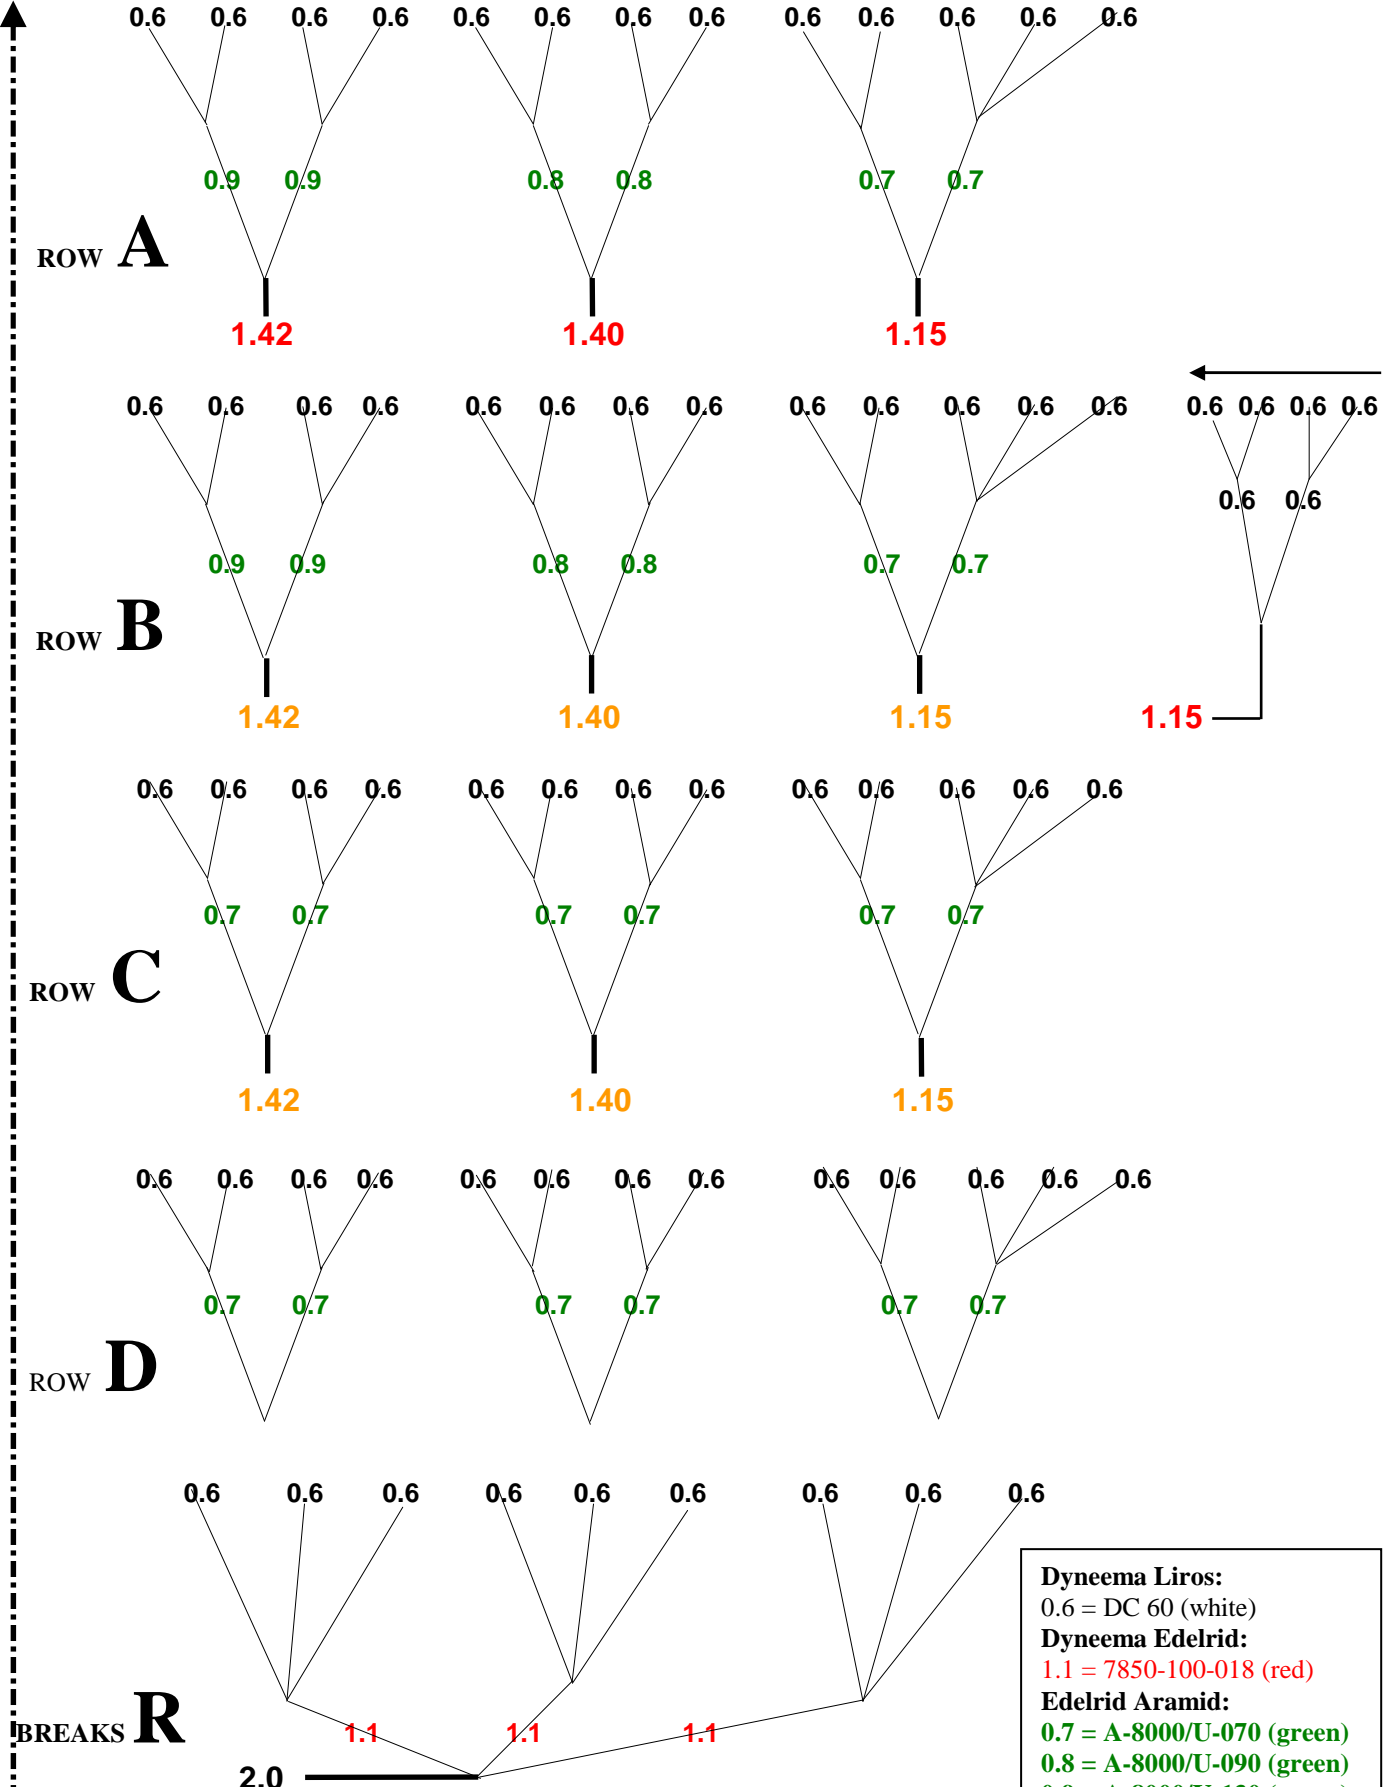 0.6 0.6 0.6 0.6 0.6 0.6 0.6 0.6 0.6 0.6 0.6 0.6 0.6
0.9 0.9 0.8 0.8 0.7 0.7
ROW A
1.42 1.40 1.15
0.6 0.6 0.6 0.6 0.6 0.6 0.6 0.6 0.6 0.6 0.6 0.6 0.6 0.6 0.6 0.6 0.6
0.6 0.6
0.9 0.9 0.8 0.8 0.7 0.7
ROW B
1.42 1.40 1.15 1.15
0.6 0.6 0.6 0.6 0.6 0.6 0.6 0.6 0.6 0.6 0.6 0.6 0.6
0.7 0.7 0.7 0.7 0.7 0.7
ROW C
1.42 1.40 1.15
0.6 0.6 0.6 0.6 0.6 0.6 0.6 0.6 0.6 0.6 0.6 0.6 0.6
0.7 0.7 0.7 0.7 0.7 0.7
ROW D
0.6 0.6 0.6 0.6 0.6 0.6 0.6 0.6 0.6
BREAKS R
1.1 1.1 1.1
2.0
Dyneema Liros:
0.6 = DC 60 (white)
Dyneema Edelrid:
1.1 = 7850-100-018 (red)
Edelrid Aramid:
0.7 = A-8000/U-070 (green)
0.8 = A-8000/U-090 (green)